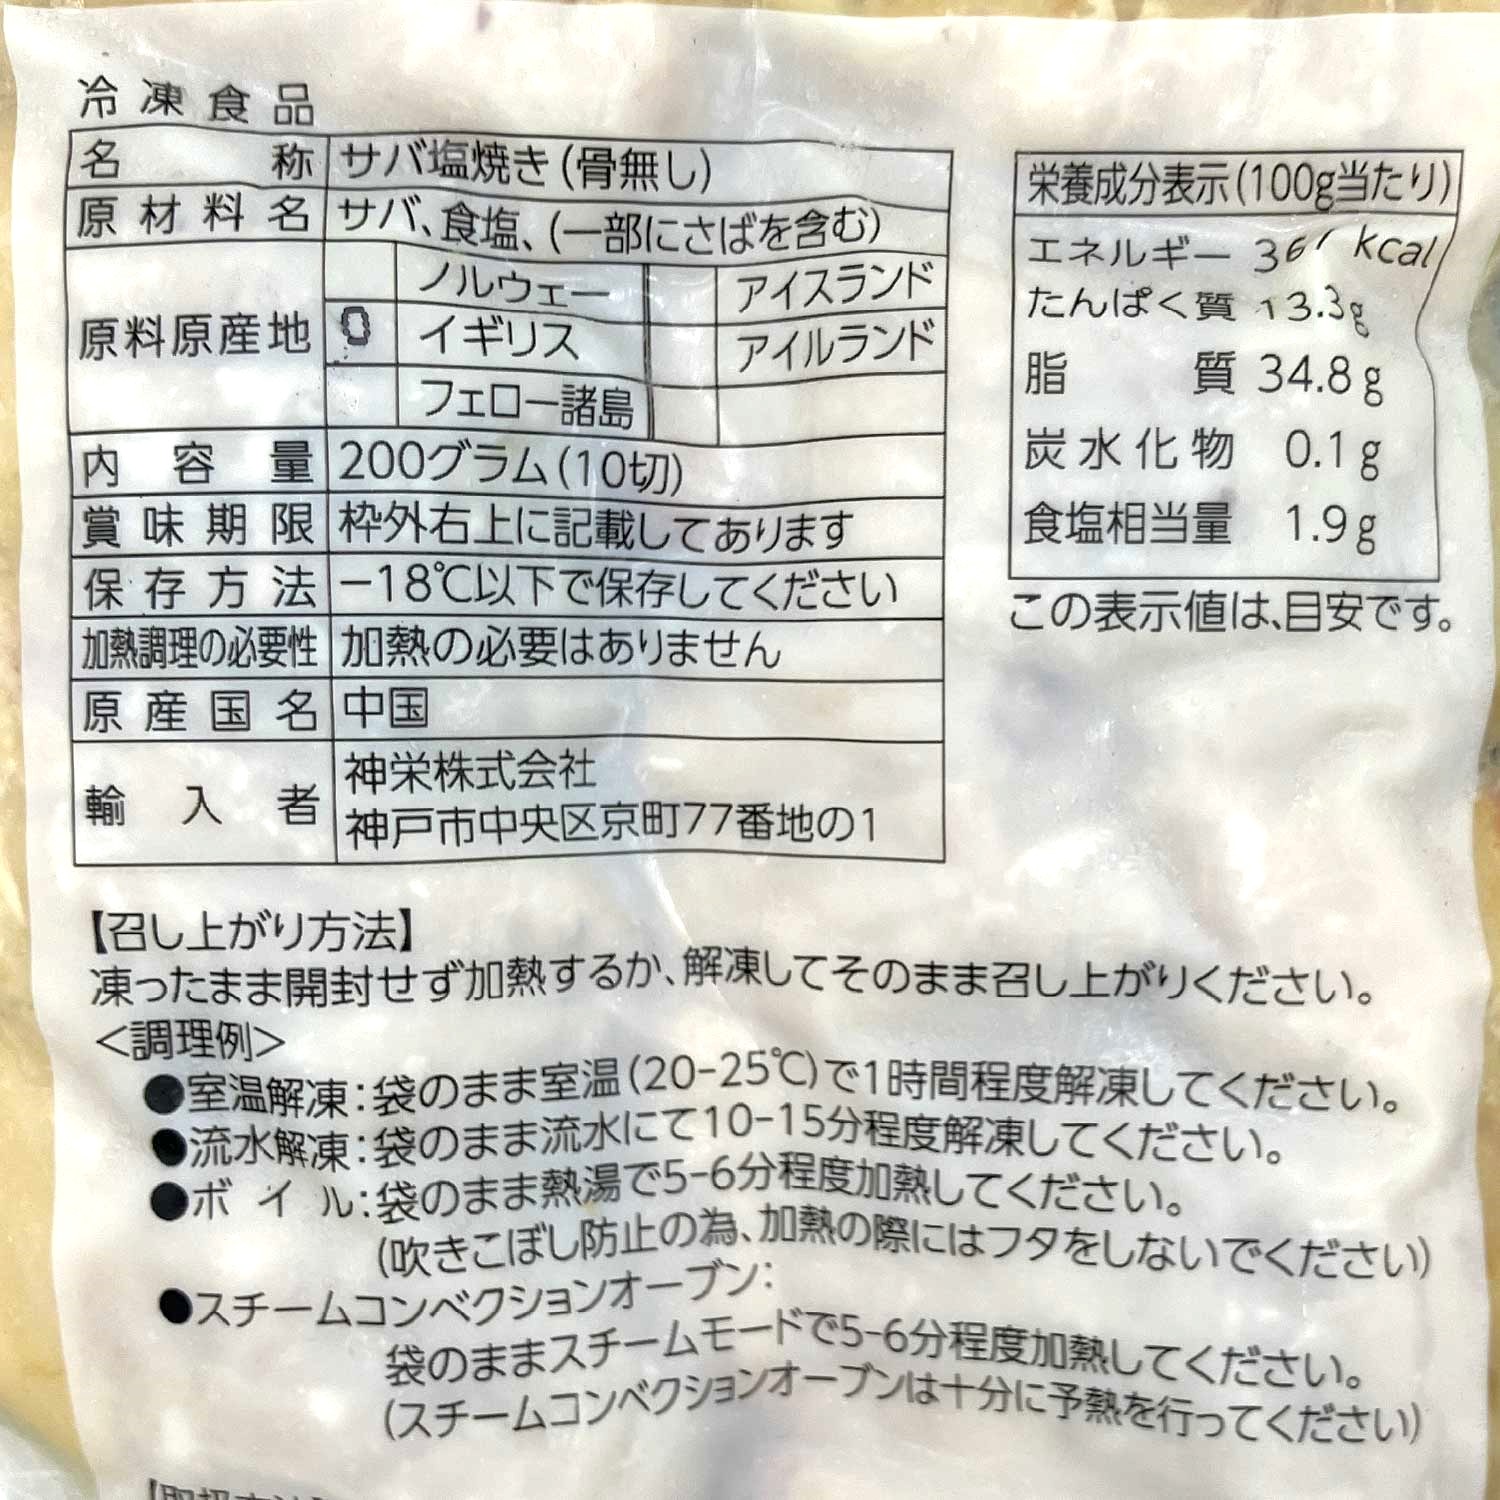 冷凍食品
名称 サバ塩焼き(骨無し)
原材料名 サバ、食塩、(一部にさばを含む)
原料原産地
ノルウェー アイスランド
イギリス アイルランド
フェロー諸島
内容量 200グラム(10切)
賞味期限 枠外右上に記載してあります
保存方法 -18℃以下で保存してください
加熱調理の必要性 加熱の必要はありません
原産国名 中国
輸入者 神栄株式会社
神戸市中央区京町77番地の1
栄養成分表示(100g当たり)
エネルギー kcal
たんぱく質 13.3g
脂質 34.8g
炭水化物 0.1g
食塩相当量 1.9g
この表示値は、目安です。
【召し上がり方法】
凍ったまま開封せず加熱するか、解凍してそのまま召し上がりください。
<調理例>
●室温解凍:袋のまま室温(20-25℃)で1時間程度解凍してください。
●流水解凍:袋のまま流水にて10-15分程度解凍してください。
●ボイル:袋のまま熱湯で5-6分程度加熱してください。
(吹きこぼし防止の為、加熱の際にはフタをしないでください)
●スチームコンベクションオーブン:
袋のままスチームモードで5-6分程度加熱してください。
(スチームコンベクションオーブンは十分に予熱を行ってください)